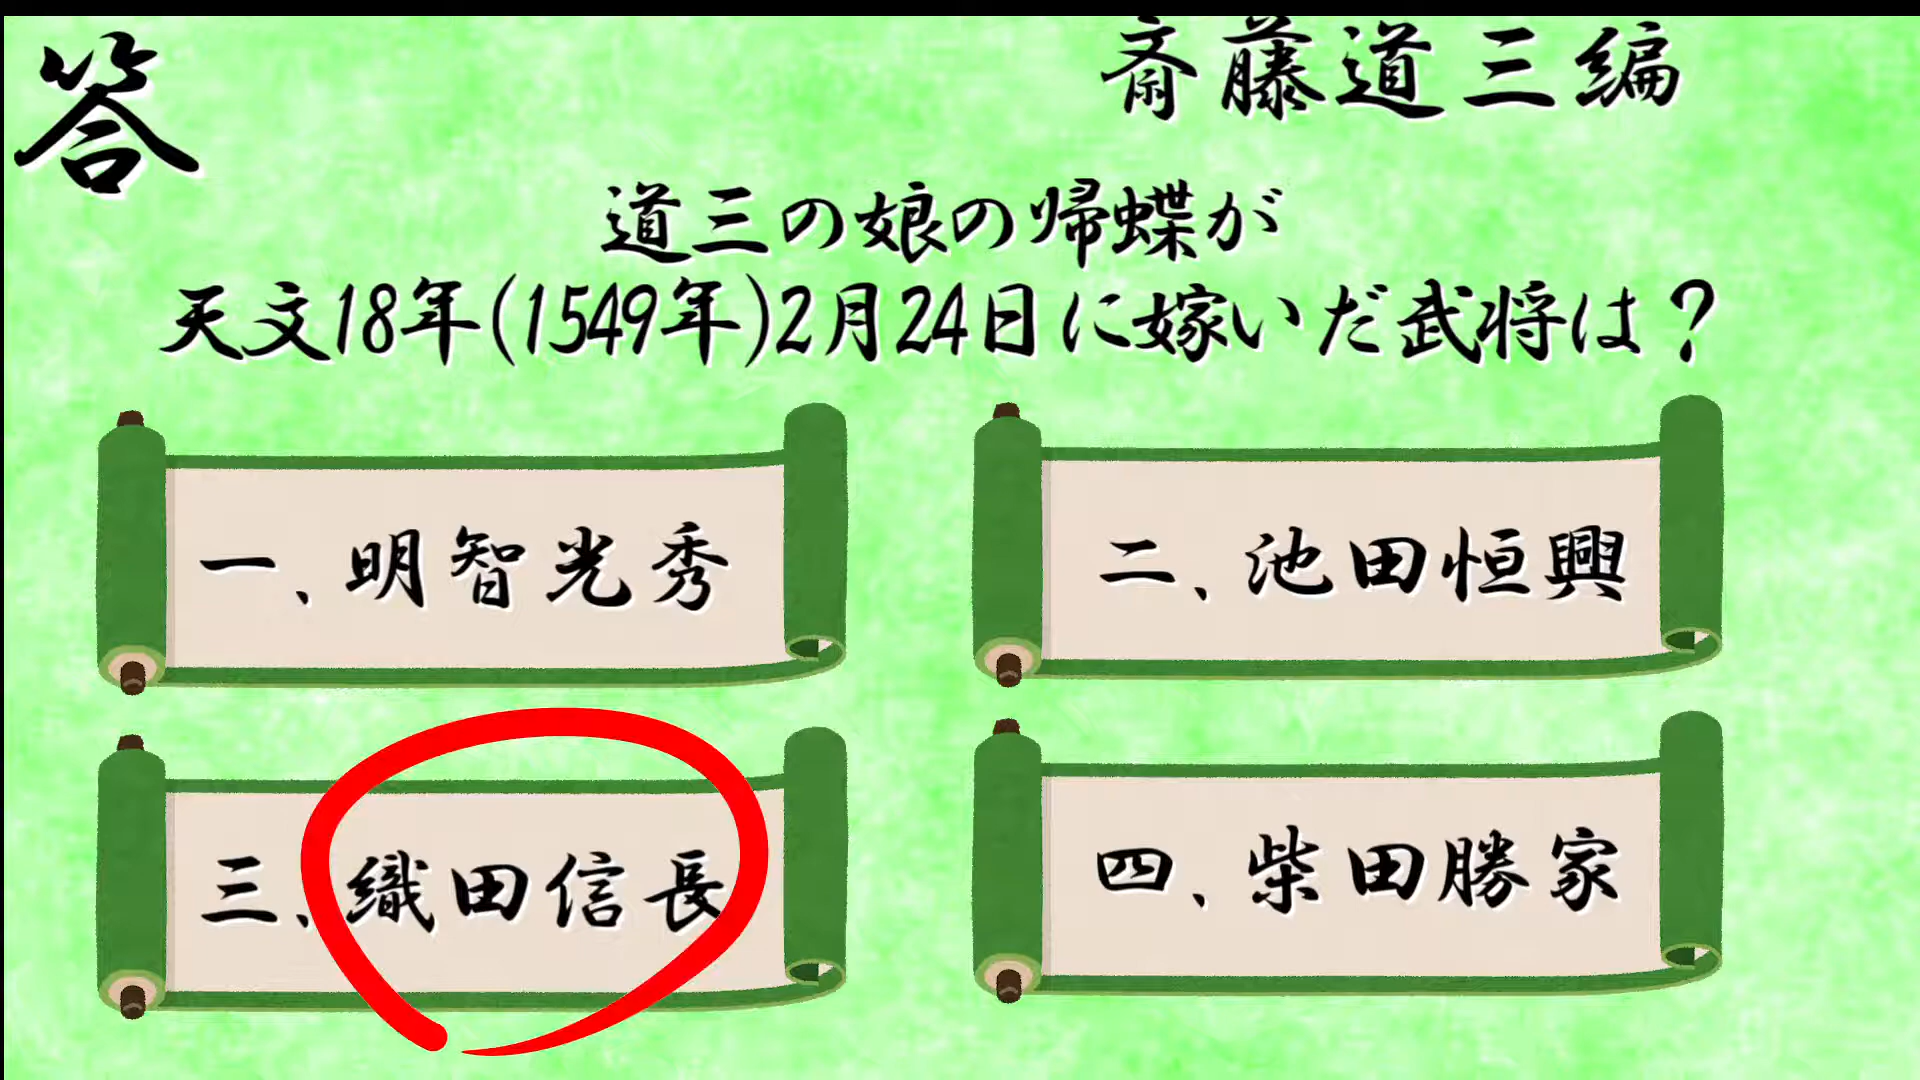 答
斎藤道三編
道三の娘の帰蝶が
天文18年(1549年)2月24日に嫁いだ武将は？
一、明智光秀
二、池田恒興
三、織田信長
四、柴田勝家